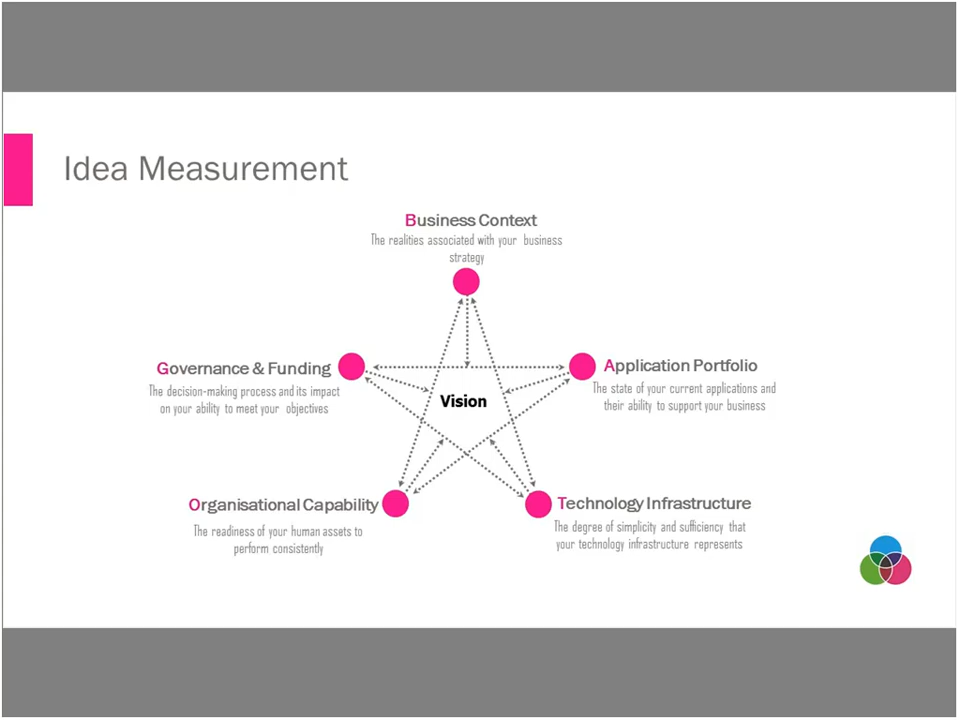 Idea Measurement
Business Context
The realities associated with your business
strategy
Governance & Funding
The decision-making process and its impact
on your ability to meet your objectives
Application Portfolio
The state of your current applications and
their ability to support your business
Vision
Organisational Capability
The readiness of your human assets to
perform consistently
Technology Infrastructure
The degree of simplicity and sufficiency that
your technology infrastructure represents